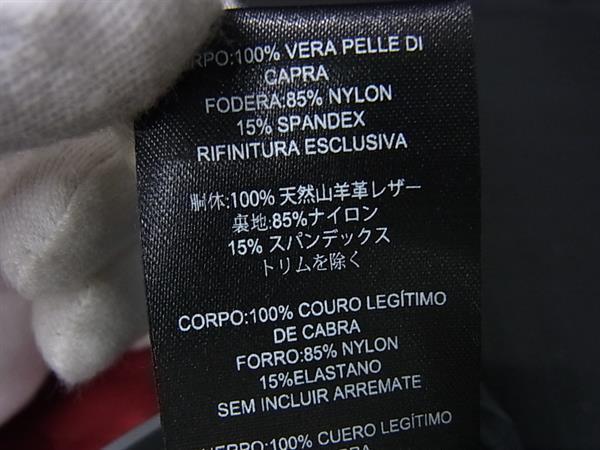 RPO:100% VERA PELLE DI
CAPRA
FODERA:85% NYLON
15% SPANDEX
RIFINITURA ESCLUSIVA
胴体:100% 天然山羊革レザー
裏地:85%ナイロン
15% スパンデックス
トリムを除く
CORPO:100% COURO LEGÍTIMO
DE CABRA
FORRO:85% NYLON
15%ELASTANO
SEM INCLUIR ARREMATE
UERPO:100% CUERO LEGÍTIMO